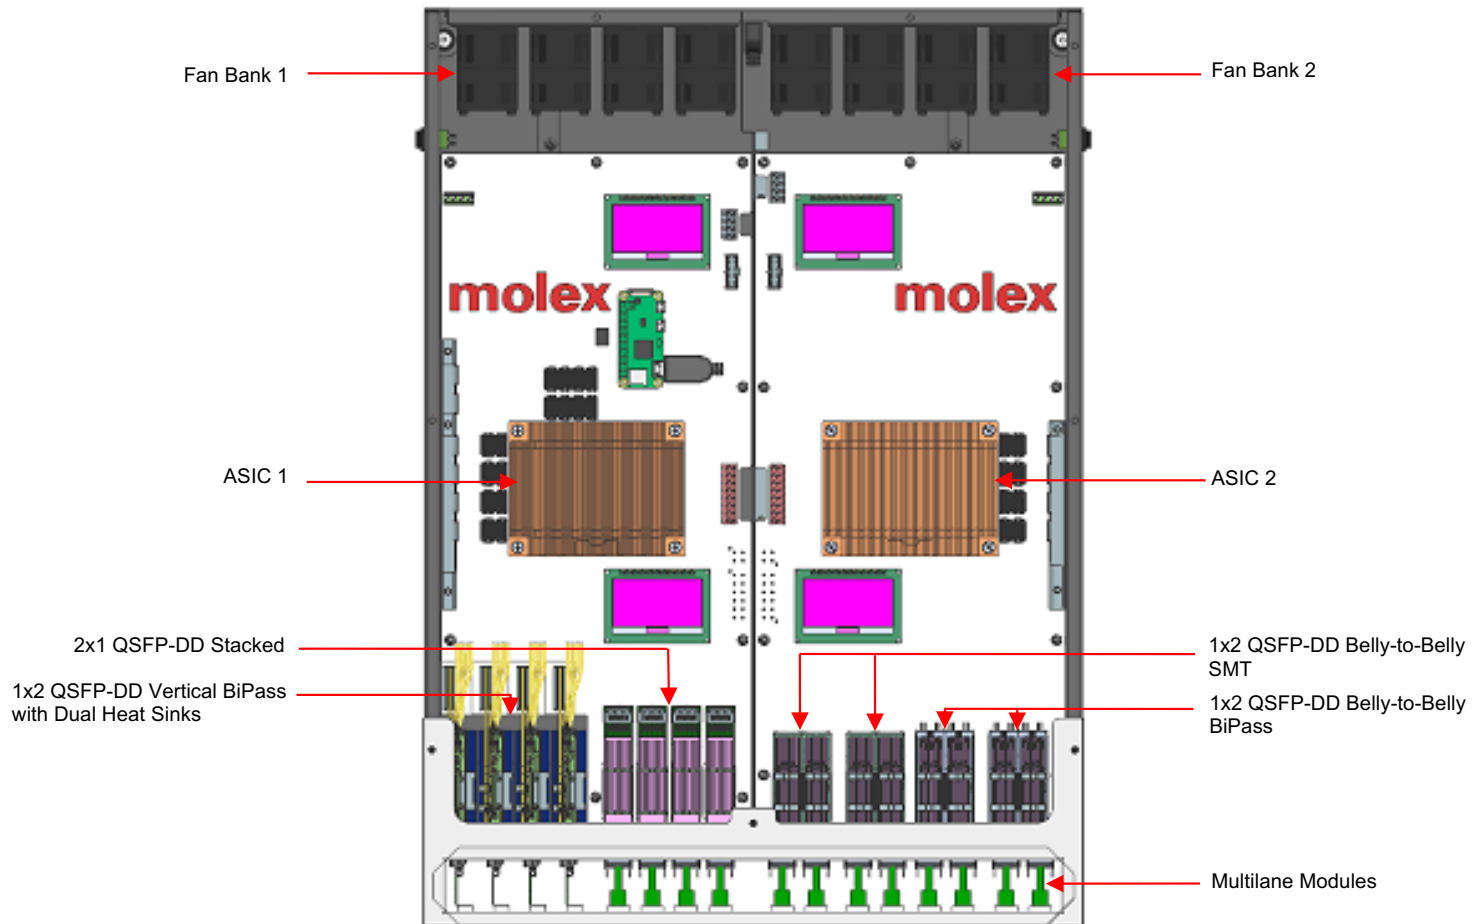 Fan Bank 1
Fan Bank 2
molex
molex
ASIC 1
ASIC 2
2x1 QSFP-DD Stacked
1x2 QSFP-DD Vertical BiPass
with Dual Heat Sinks
1x2 QSFP-DD Belly-to-Belly
SMT
1x2 QSFP-DD Belly-to-Belly
BiPass
Multilane Modules